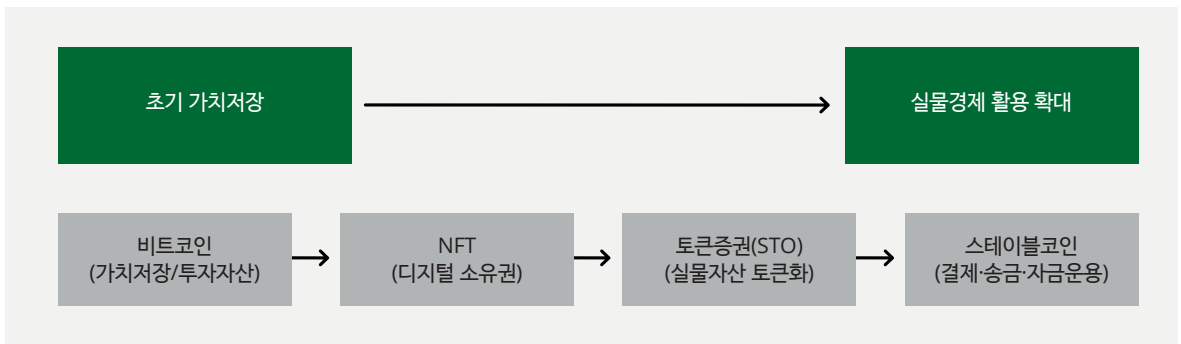 초기 가치저장
실물경제 활용 확대
비트코인
(가치저장/투자자산)
NFT
(디지털 소유권)
토큰증권(STO)
(실물자산 토큰화)
스테이블코인
(결제·송금·자금운용)